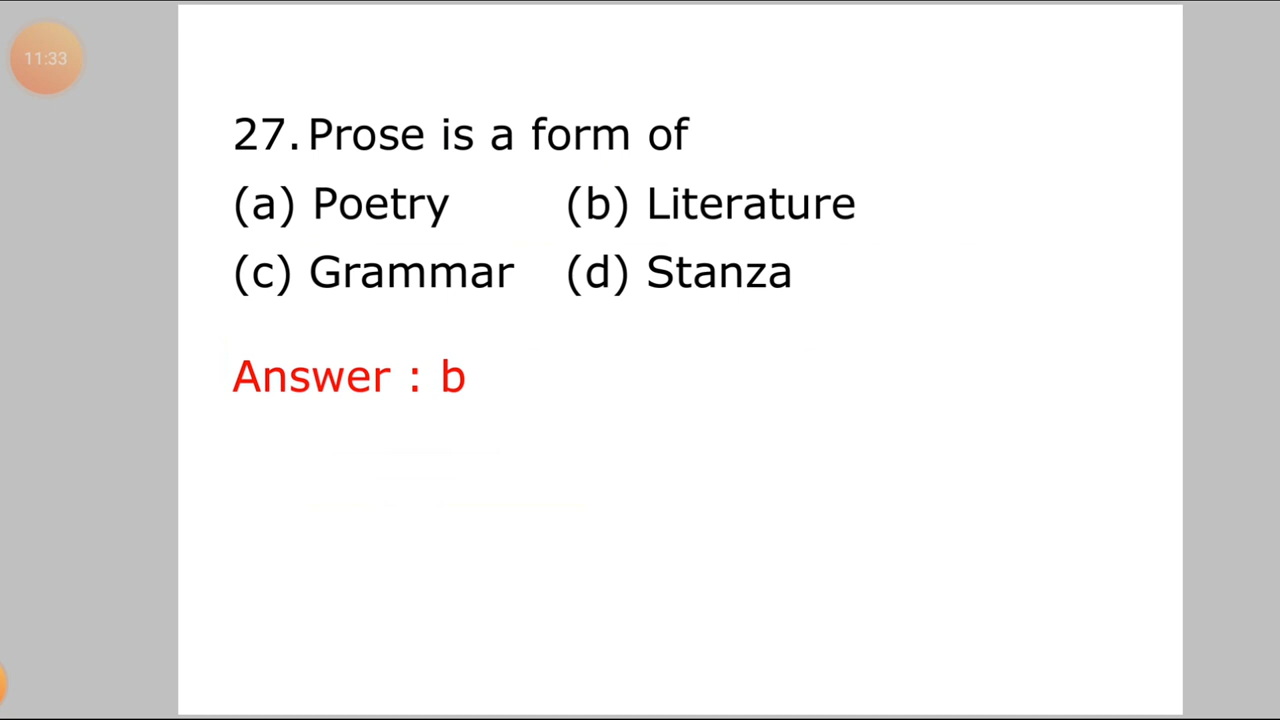 11:33
27. Prose is a form of
(a) Poetry (b) Literature
(c) Grammar (d) Stanza
Answer : b